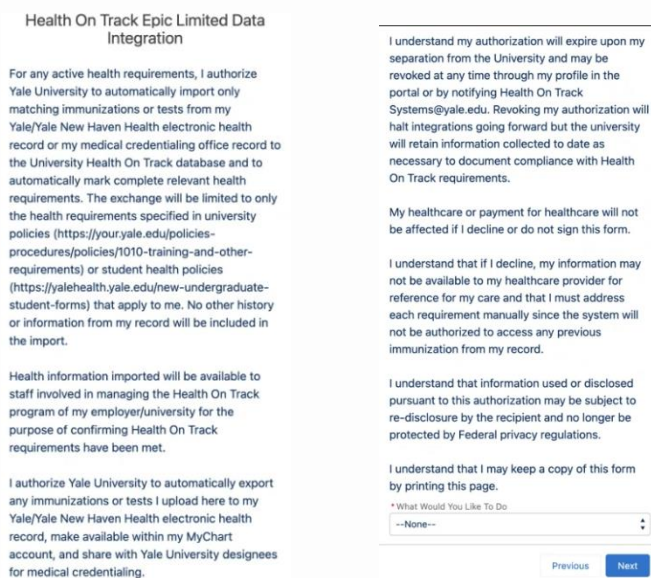 Health On Track Epic Limited Data
Integration
For any active health requirements, I authorize
Yale University to automatically import only
matching immunizations or tests from my
Yale/Yale New Haven Health electronic health
record or my medical credentialing office record to
the University Health On Track database and to
automatically mark complete relevant health
requirements. The exchange will be limited to only
the health requirements specified in university
policies (https://your.yale.edu/policies-
procedures/policies/1010-training-and-other-
requirements) or student health policies
(https://yalehealth.yale.edu/new-undergraduate-
student-forms) that apply to me. No other history
or information from my record will be included in
the import.
Health information imported will be available to
staff involved in managing the Health On Track
program of my employer/university for the
purpose of confirming Health On Track
requirements have been met.
I authorize Yale University to automatically export
any immunizations or tests I upload here to my
Yale/Yale New Haven Health electronic health
record, make available within my MyChart
account, and share with Yale University designees
for medical credentialing.
I understand my authorization will expire upon my
separation from the University and may be
revoked at any time through my profile in the
portal or by notifying Health On Track
Systems@yale.edu. Revoking my authorization will
halt integrations going forward but the university
will retain information collected to date as
necessary to document compliance with Health
On Track requirements.
My healthcare or payment for healthcare will not
be affected if I decline or do not sign this form.
I understand that if I decline, my information may
not be available to my healthcare provider for
reference for my care and that I must address
each requirement manually since the system will
not be authorized to access any previous
immunization from my record.
I understand that information used or disclosed
pursuant to this authorization may be subject to
re-disclosure by the recipient and no longer be
protected by Federal privacy regulations.
I understand that I may keep a copy of this form
by printing this page.
* What Would You Like To Do
--None--
Previous
Next